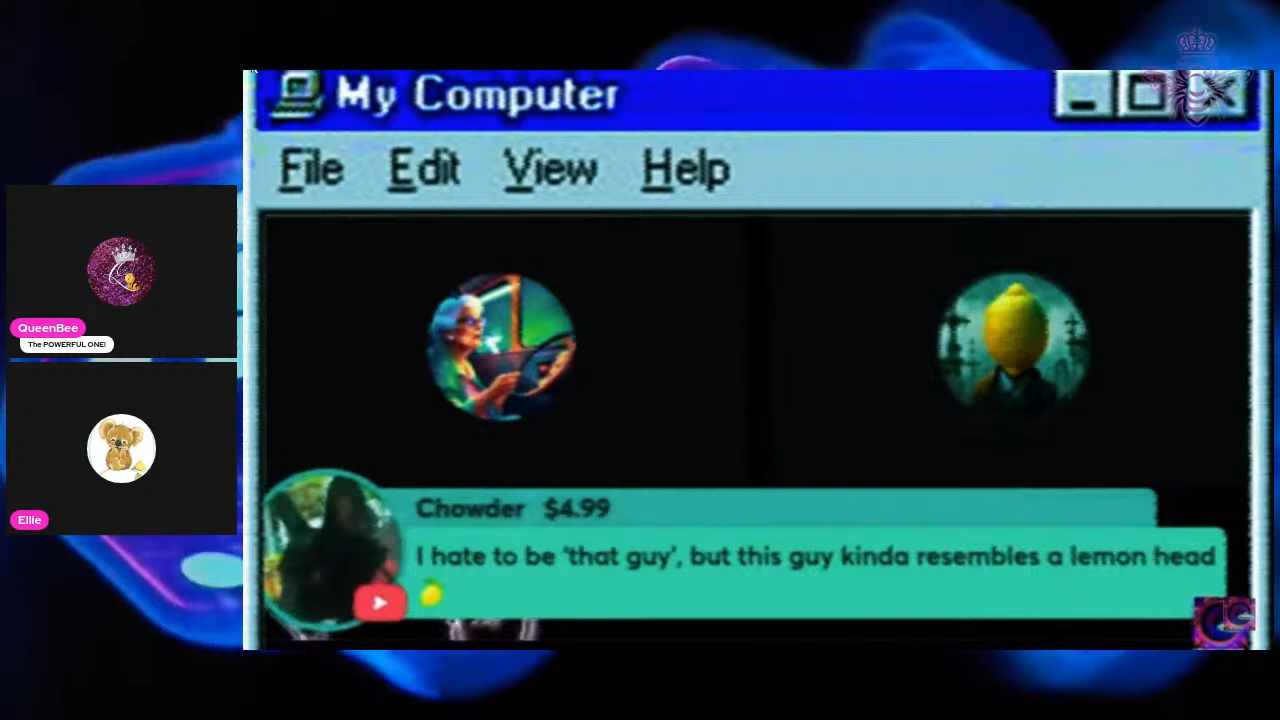 My Computer
File Edit View Help
QueenBee
The POWERFUL ONE!
Ellie
Chowder $4.99
I hate to be 'that guy', but this guy kinda resembles a lemon head
🍋